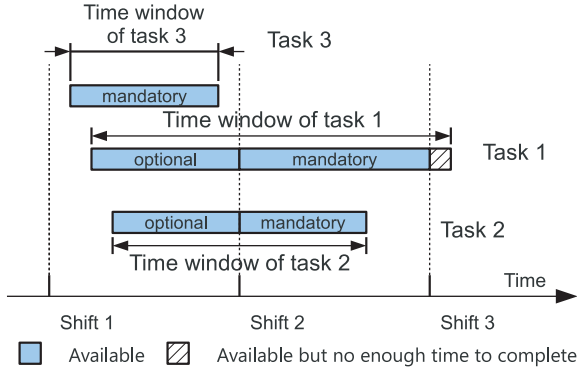 Time window
of task 3
Task 3
mandatory
Time window of task 1
optional
mandatory
Task 1
optional
mandatory
Task 2
Time window of task 2
Time
Shift 1
Shift 2
Shift 3
Available
Available but no enough time to complete